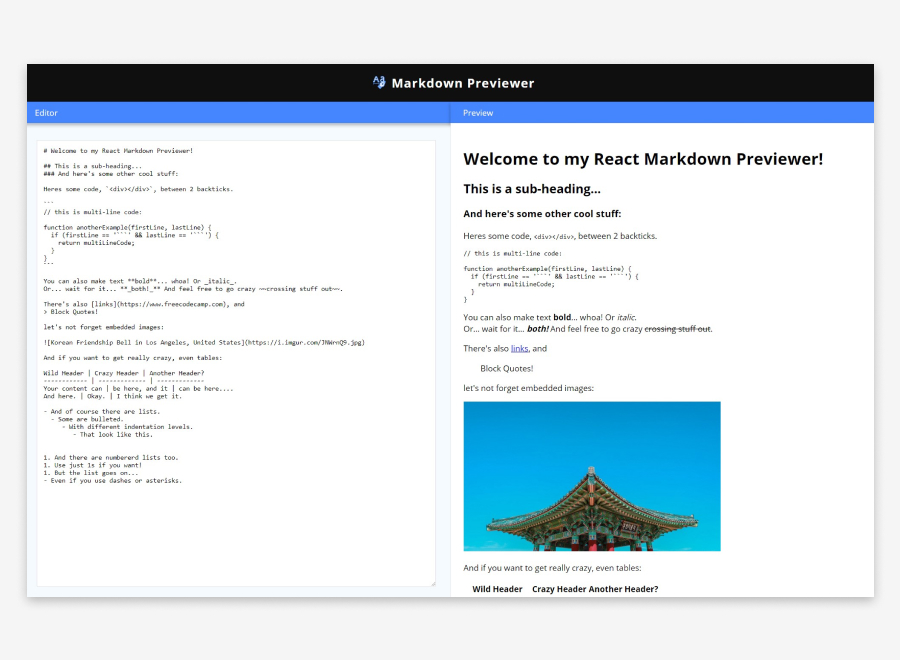 Markdown Previewer
Editor
# Welcome to my React Markdown Previewer!
## This is a sub-heading...
### And here's some other cool stuff:
Heres some code, `<div></div>`, between 2 backticks.
```
// this is multi-line code:
function anotherExample(firstLine, lastLine) {
  if (firstLine == '```' && lastLine == '```') {
    return multiLineCode;
  }
}
```
You can also make text **bold**... whoa! Or _italic_.
Or... wait for it... **_both!_** And feel free to go crazy ~~crossing stuff out~~.
There's also [links](https://www.freecodecamp.com), and
> Block Quotes!
let's not forget embedded images:
![Korean Friendship Bell in Los Angeles, United States](https://i.imgur.com/JNWrnQ9.jpg)
And if you want to get really crazy, even tables:
Wild Header | Crazy Header | Another Header?
------------ | ------------- | -------------
Your content can | be here, and it | can be here....
And here. | Okay. | I think we get it.
- And of course there are lists.
  - Some are bulleted.
     - With different indentation levels.
        - That look like this.
1. And there are numbererd lists too.
1. Use just 1s if you want!
1. But the list goes on...
- Even if you use dashes or asterisks.
Preview
Welcome to my React Markdown Previewer!
This is a sub-heading...
And here's some other cool stuff:
Heres some code, <div></div>, between 2 backticks.
// this is multi-line code:
function anotherExample(firstLine, lastLine) {
  if (firstLine == '```' && lastLine == '```') {
    return multiLineCode;
  }
}
You can also make text bold... whoa! Or italic.
Or... wait for it... both! And feel free to go crazy crossing stuff out.
There's also links, and
Block Quotes!
let's not forget embedded images:
And if you want to get really crazy, even tables:
Wild Header Crazy Header Another Header?